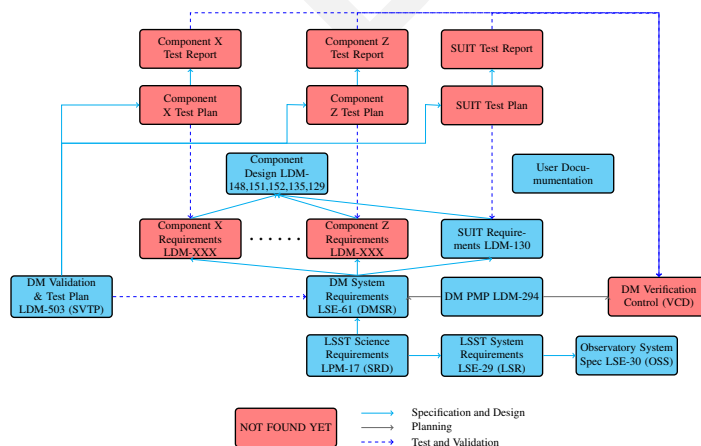 Component X
Test Report
Component Z
Test Report
SUIT Test Report
Component
X Test Plan
Component
Z Test Plan
SUIT Test Plan
Component
Design LDM-
148,151,152,135,129
User Docu-
mumentation
Component X
Requirements
LDM-XXX
Component Z
Requirements
LDM-XXX
SUIT Require-
ments LDM-130
DM Validation
& Test Plan
LDM-503 (SVTP)
DM System
Requirements
LSE-61 (DMSR)
DM PMP LDM-294
DM Verification
Control (VCD)
LSST Science
Requirements
LPM-17 (SRD)
LSST System
Requirements
LSE-29 (LSR)
Observatory System
Spec LSE-30 (OSS)
NOT FOUND YET
Specification and Design
Planning
Test and Validation